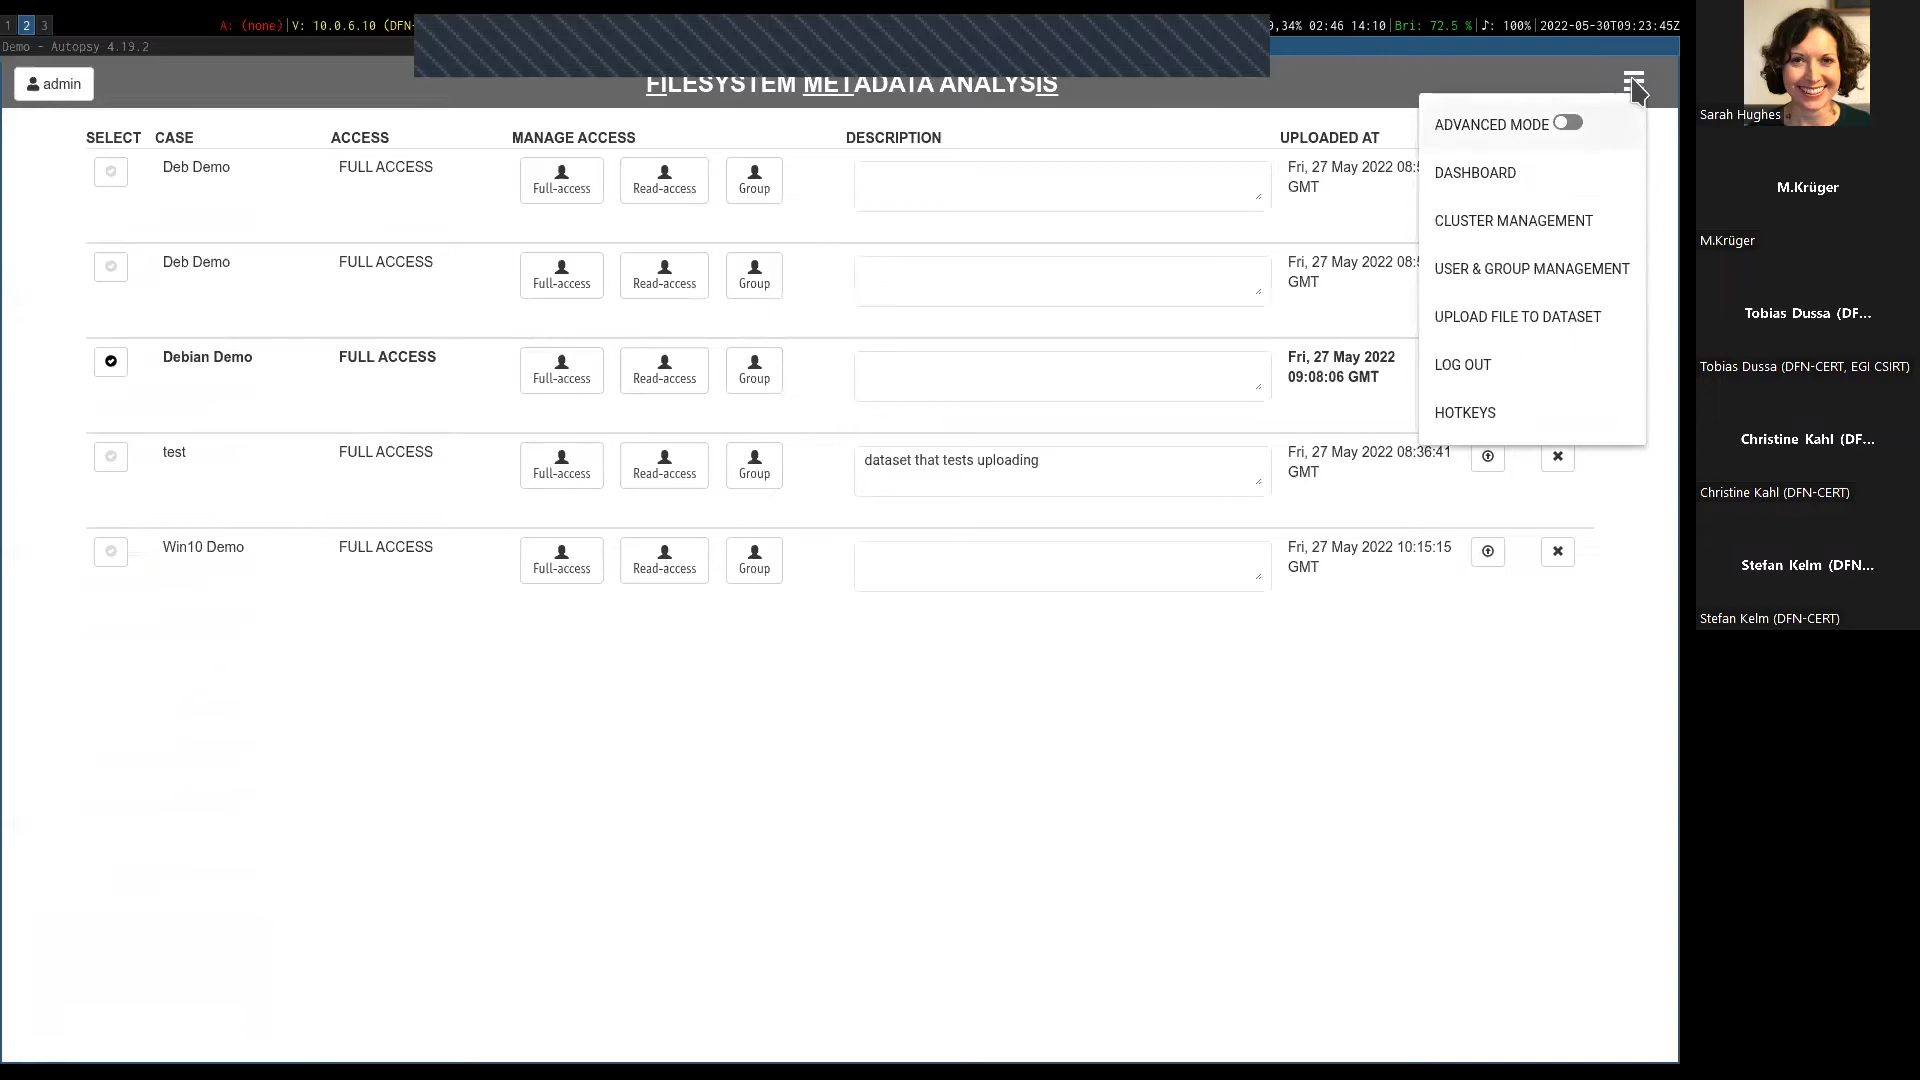 1 2 3
A: (none)|V: 10.0.6.10 (DFN-
9,34% 02:46 14:10|Bri: 72.5 %|♪: 100%|2022-05-30T09:23:45Z
Demo - Autopsy 4.19.2
admin
FILESYSTEM METADATA ANALYSIS
SELECT CASE ACCESS MANAGE ACCESS DESCRIPTION UPLOADED AT
Deb Demo FULL ACCESS Full-access Read-access Group Fri, 27 May 2022 08:5
GMT
Deb Demo FULL ACCESS Full-access Read-access Group Fri, 27 May 2022 08:5
GMT
Debian Demo FULL ACCESS Full-access Read-access Group Fri, 27 May 2022
09:08:06 GMT
test FULL ACCESS Full-access Read-access Group dataset that tests uploading Fri, 27 May 2022 08:36:41
GMT
Win10 Demo FULL ACCESS Full-access Read-access Group Fri, 27 May 2022 10:15:15
GMT
ADVANCED MODE
DASHBOARD
CLUSTER MANAGEMENT
USER & GROUP MANAGEMENT
UPLOAD FILE TO DATASET
LOG OUT
HOTKEYS
Sarah Hughes
M.Krüger
M.Krüger
Tobias Dussa (DF...
Tobias Dussa (DFN-CERT, EGI CSIRT)
Christine Kahl (DF...
Christine Kahl (DFN-CERT)
Stefan Kelm (DFN...
Stefan Kelm (DFN-CERT)